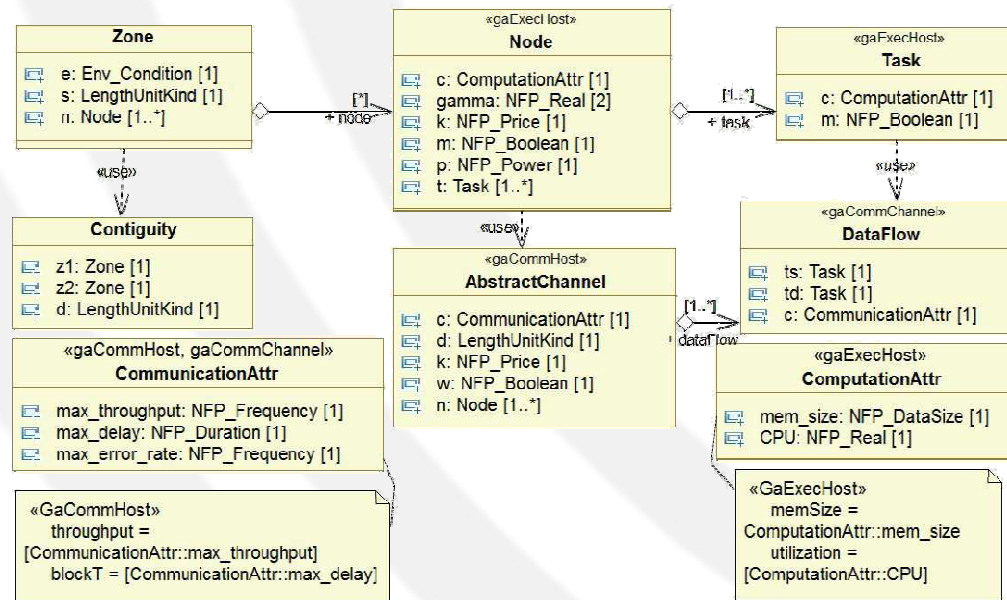 Zone
e: Env_Condition [1]
s: LengthUnitKind [1]
n: Node [1..*]
«use»
[*]
+ node
«gaExecHost»
Node
c: ComputationAttr [1]
gamma: NFP_Real [2]
k: NFP_Price [1]
m: NFP_Boolean [1]
p: NFP_Power [1]
t: Task [1..*]
[1..*]
+ task
«gaExecHost»
Task
c: ComputationAttr [1]
m: NFP_Boolean [1]
«use»
«use»
Contiguity
z1: Zone [1]
z2: Zone [1]
d: LengthUnitKind [1]
«gaCommHost»
AbstractChannel
c: CommunicationAttr [1]
d: LengthUnitKind [1]
k: NFP_Price [1]
w: NFP_Boolean [1]
n: Node [1..*]
[1..*]
dataFlow
«gaCommChannel»
DataFlow
ts: Task [1]
td: Task [1]
c: CommunicationAttr [1]
«gaCommHost, gaCommChannel»
CommunicationAttr
max_throughput: NFP_Frequency [1]
max_delay: NFP_Duration [1]
max_error_rate: NFP_Frequency [1]
«gaExecHost»
ComputationAttr
mem_size: NFP_DataSize [1]
CPU: NFP_Real [1]
«GaCommHost»
throughput =
[CommunicationAttr::max_throughput]
blockT = [CommunicationAttr::max_delay]
«GaExecHost»
memSize =
ComputationAttr::mem_size
utilization =
[ComputationAttr::CPU]